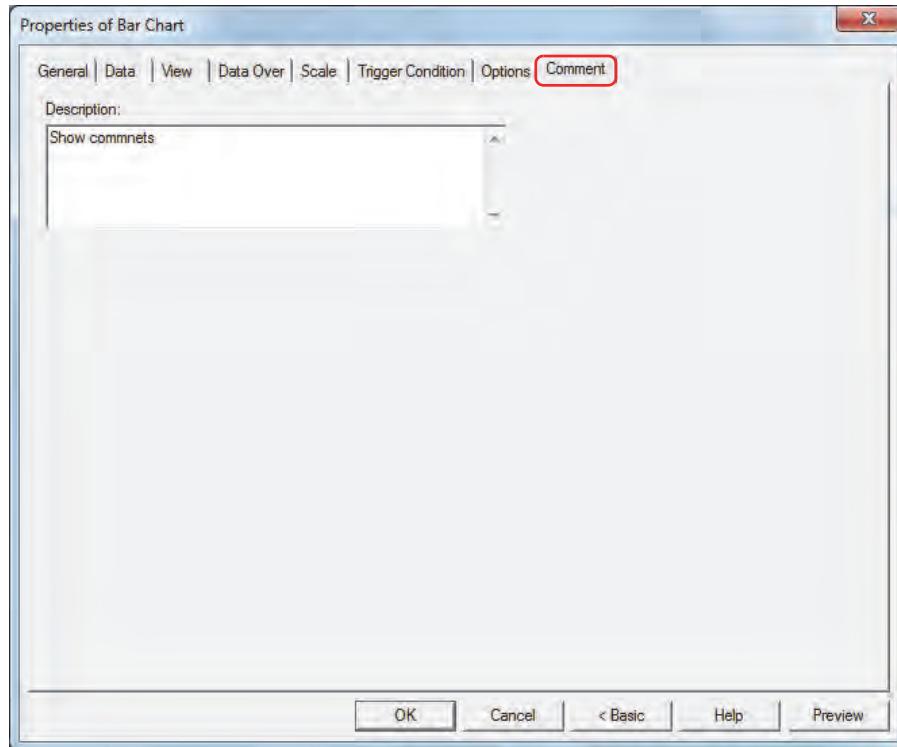 Properties of Bar Chart
General Data View Data Over Scale Trigger Condition Options Comment
Description:
Show commnets
OK Cancel < Basic Help Preview